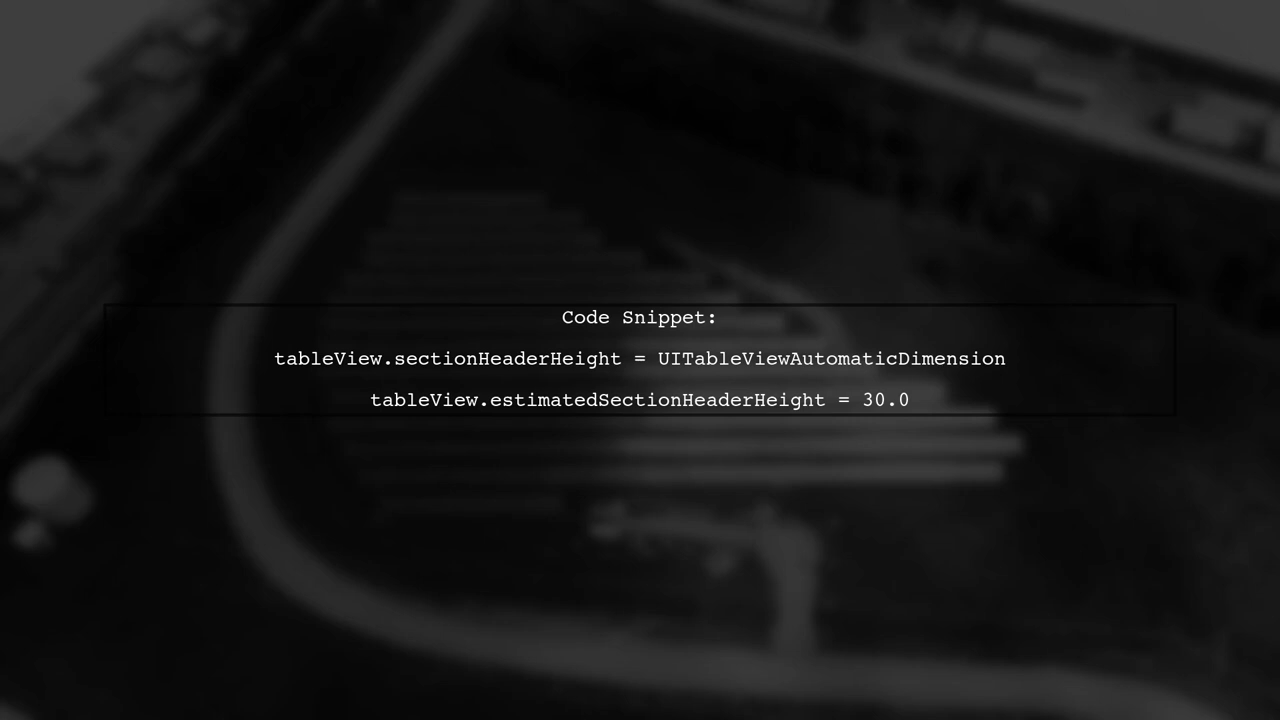 Code Snippet:
tableView.sectionHeaderHeight = UITableViewAutomaticDimension
tableView.estimatedSectionHeaderHeight = 30.0